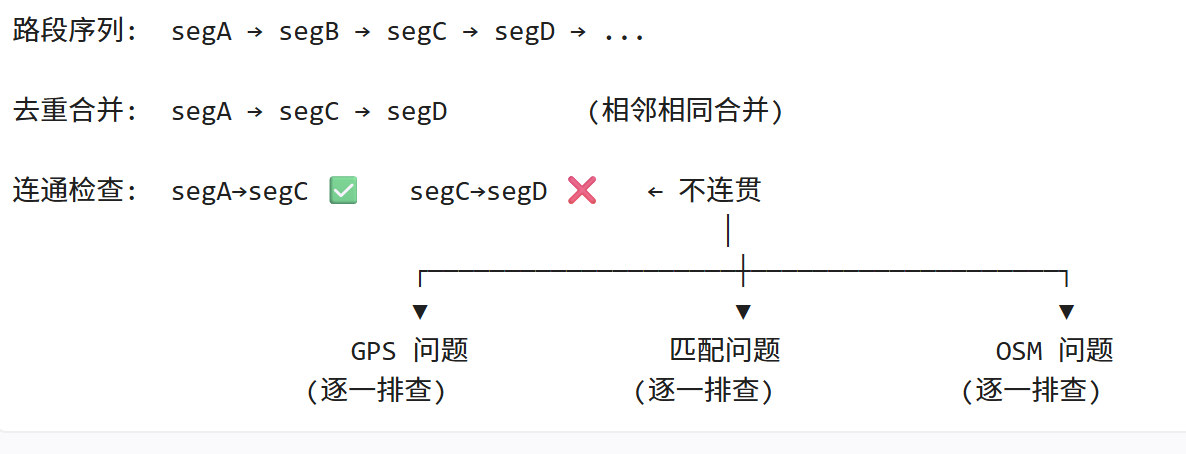 路段序列: segA → segB → segC → segD → ...
去重合并: segA → segC → segD (相邻相同合并)
连通检查: segA→segC ✅ segC→segD ❌ ← 不连贯
GPS 问题 匹配问题 OSM 问题
(逐一排查) (逐一排查) (逐一排查)